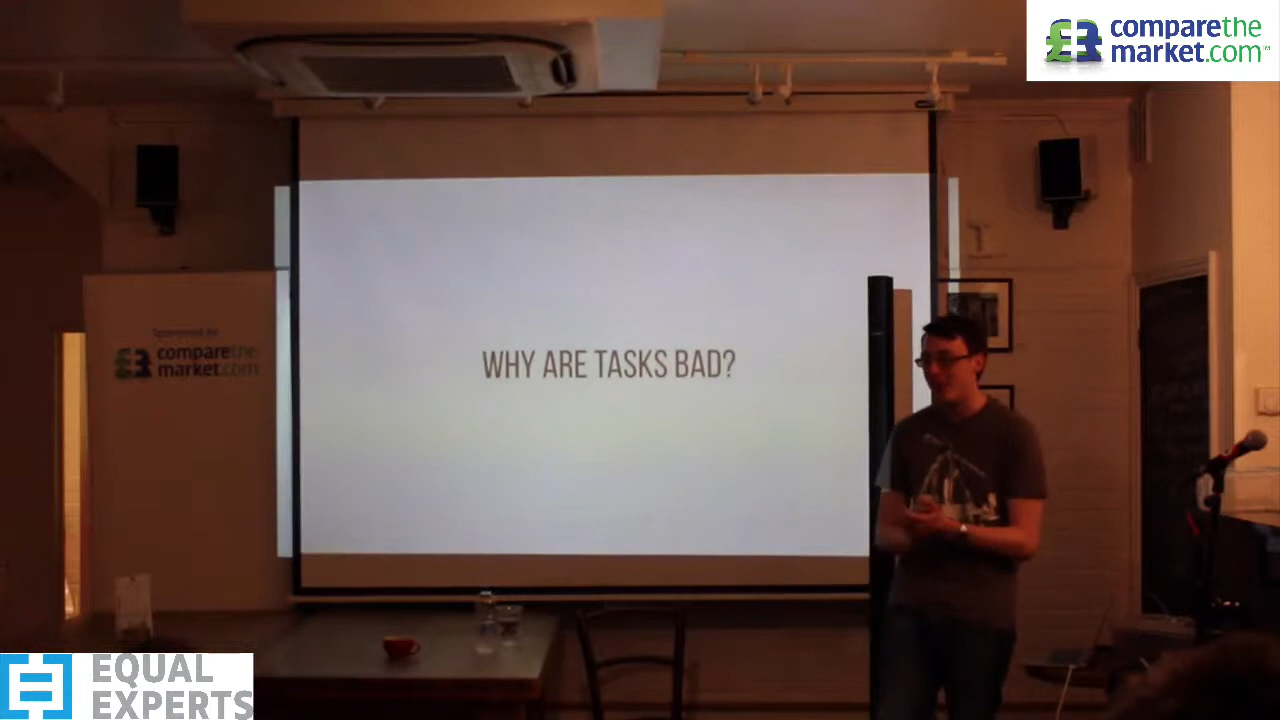 comparethe
market.com
WHY ARE TASKS BAD?
Sponsored by
comparethe
market.com
EQUAL
EXPERTS